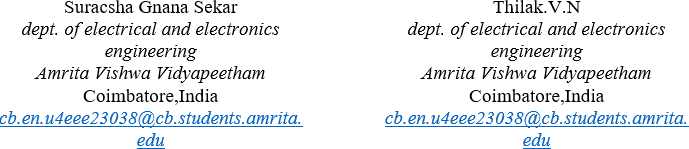 Suracsha Gnana Sekar
dept. of electrical and electronics
engineering
Amrita Vishwa Vidyapeetham
Coimbatore,India
cb.en.u4eee23038@cb.students.amrita.
edu
Thilak.V.N
dept. of electrical and electronics
engineering
Amrita Vishwa Vidyapeetham
Coimbatore,India
cb.en.u4eee23038@cb.students.amrita.
edu